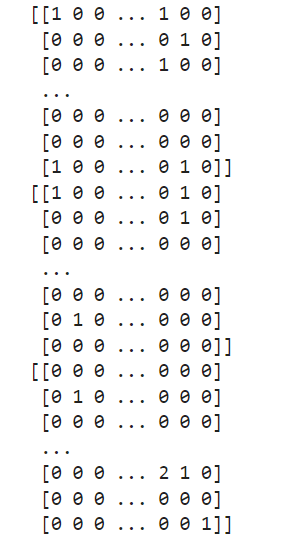 [[1 0 0 ... 1 0 0]
[0 0 0 ... 0 1 0]
[0 0 0 ... 1 0 0]
...
[0 0 0 ... 0 0 0]
[0 0 0 ... 0 0 0]
[1 0 0 ... 0 1 0]]
[[1 0 0 ... 0 1 0]
[0 0 0 ... 0 1 0]
[0 0 0 ... 0 0 0]
...
[0 0 0 ... 0 0 0]
[0 1 0 ... 0 0 0]
[0 0 0 ... 0 0 0]]
[[0 0 0 ... 0 0 0]
[0 1 0 ... 0 0 0]
[0 0 0 ... 0 0 0]
...
[0 0 0 ... 2 1 0]
[0 0 0 ... 0 0 0]
[0 0 0 ... 0 0 1]]